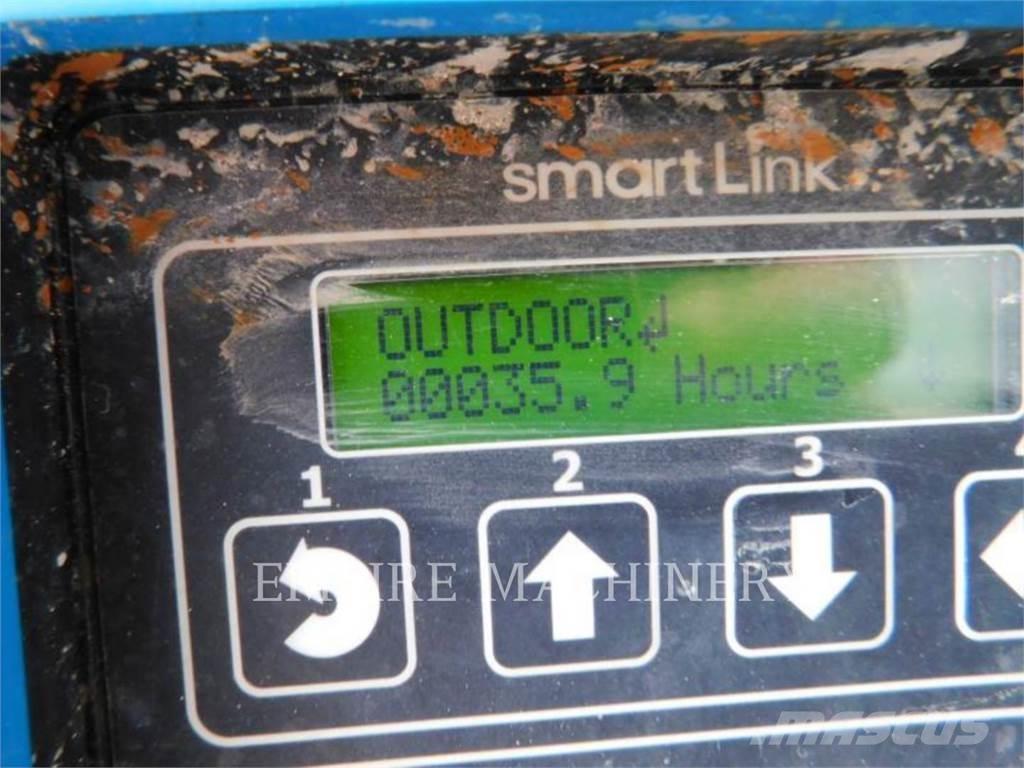 smart Link
OUTDOOR↲
00035.9 Hours
1 2 3
EMPIRE MACHINERY
MASCUS